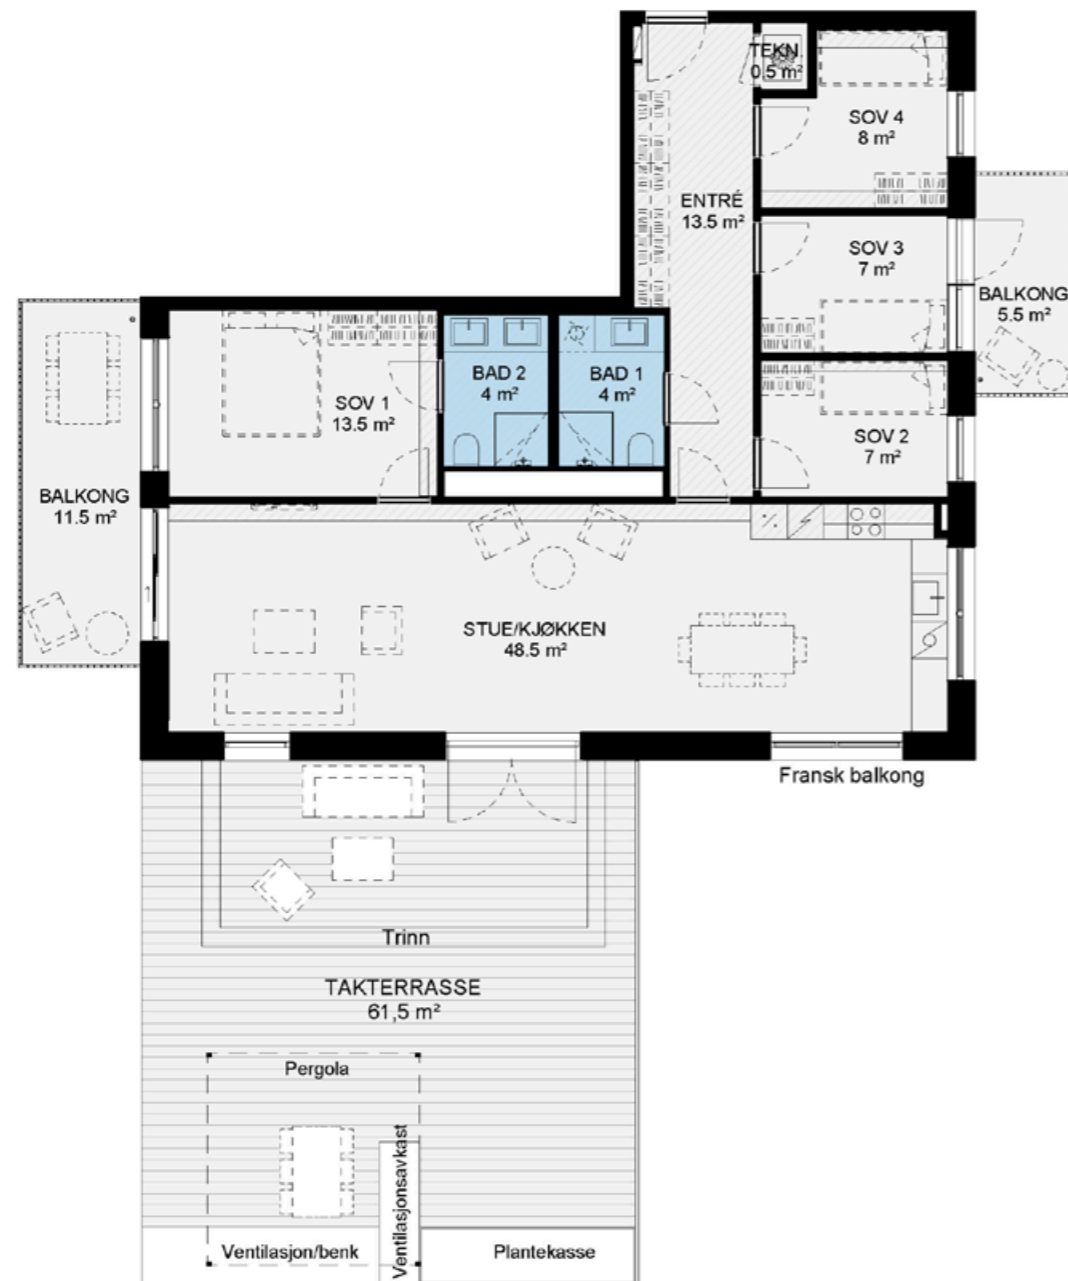 TEKN.
0.5 m²
SOV 4
8 m²
ENTRÉ
13.5 m²
SOV 3
7 m²
BALKONG
5.5 m²
BAD 2
4 m²
BAD 1
4 m²
SOV 1
13.5 m²
SOV 2
7 m²
BALKONG
11.5 m²
STUE/KJØKKEN
48.5 m²
Fransk balkong
Trinn
TAKTERRASSE
61,5 m²
Pergola
Ventilasjonsavkast
Ventilasjon/benk
Plantekasse